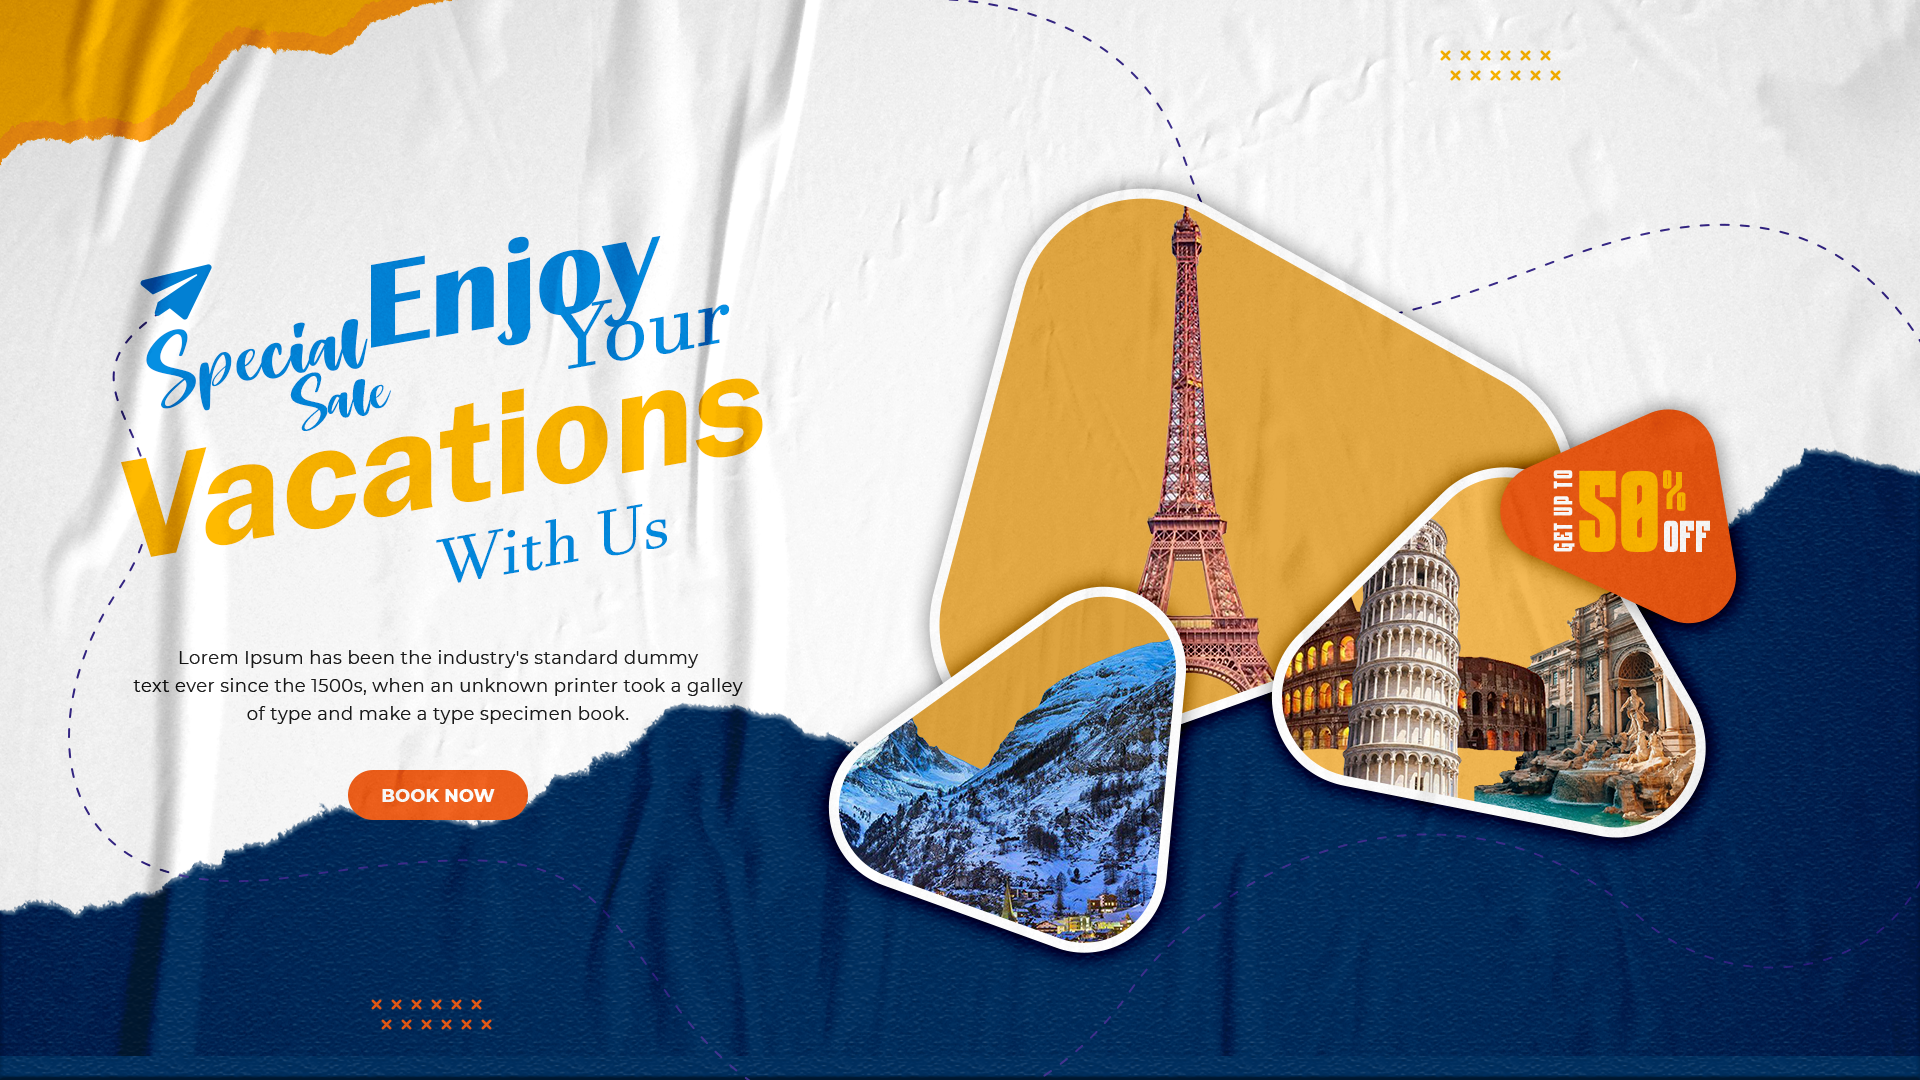 Special
Sale
Enjoy
Your
Vacations
With Us
Lorem Ipsum has been the industry's standard dummy
text ever since the 1500s, when an unknown printer took a galley
of type and make a type specimen book.
BOOK NOW
GET UP TO
50%
OFF